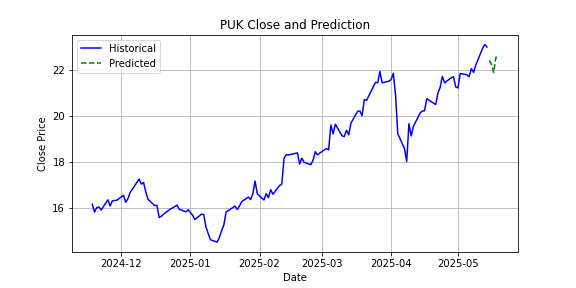 PUK Close and Prediction
Historical
Predicted
Close Price
22
20
18
16
2024-12 2025-01 2025-02 2025-03 2025-04 2025-05
Date